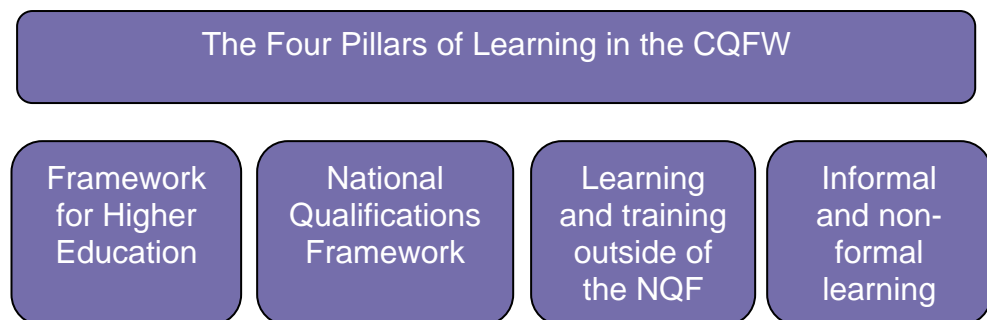 The Four Pillars of Learning in the CQFW
Framework
for Higher
Education
National
Qualifications
Framework
Learning
and training
outside of
the NQF
Informal
and non-
formal
learning